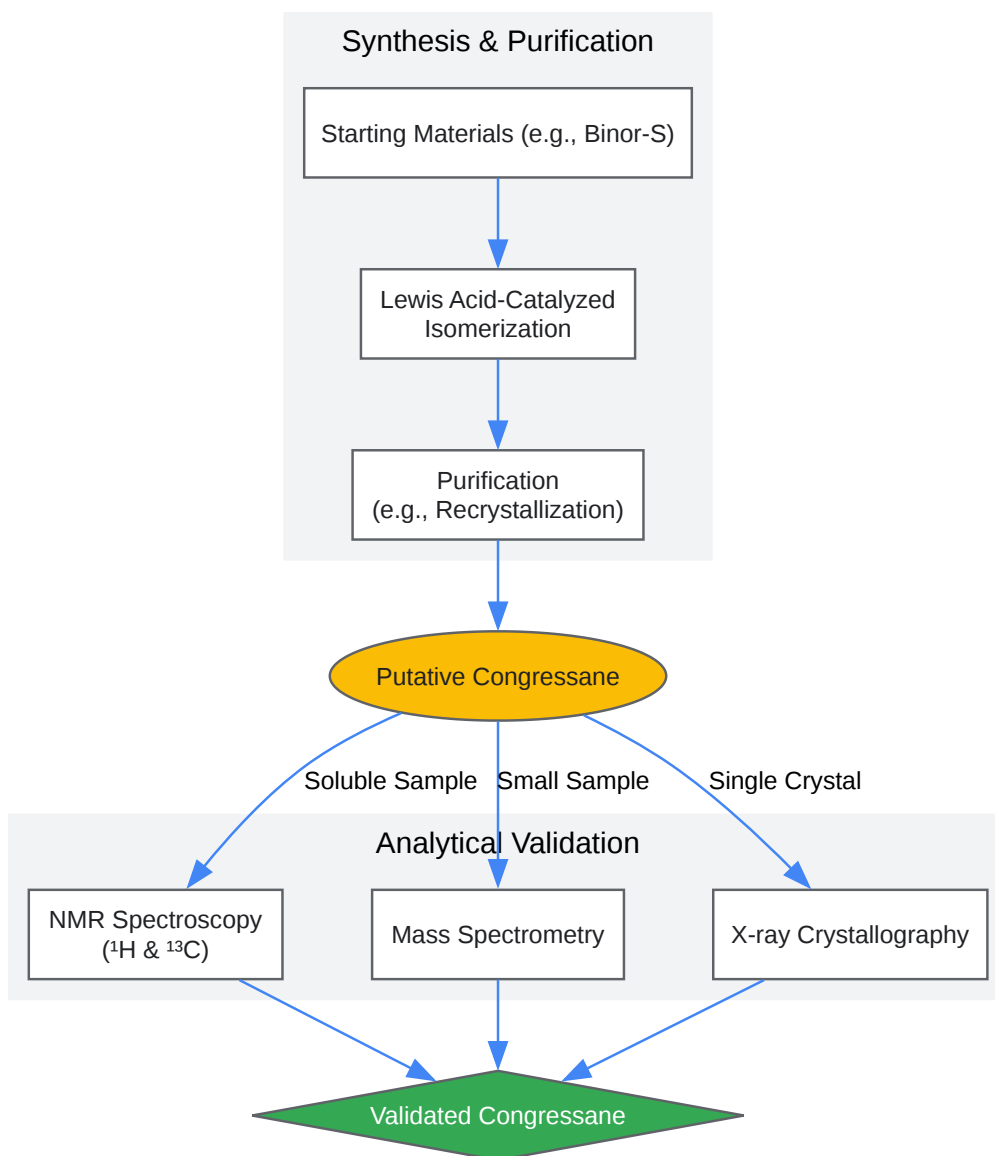 Synthesis & Purification
Starting Materials (e.g., Binor-S)
Lewis Acid-Catalyzed
Isomerization
Purification
(e.g., Recrystallization)
Putative Congressane
Soluble Sample
Small Sample
Single Crystal
Analytical Validation
NMR Spectroscopy
(¹H & ¹³C)
Mass Spectrometry
X-ray Crystallography
Validated Congressane